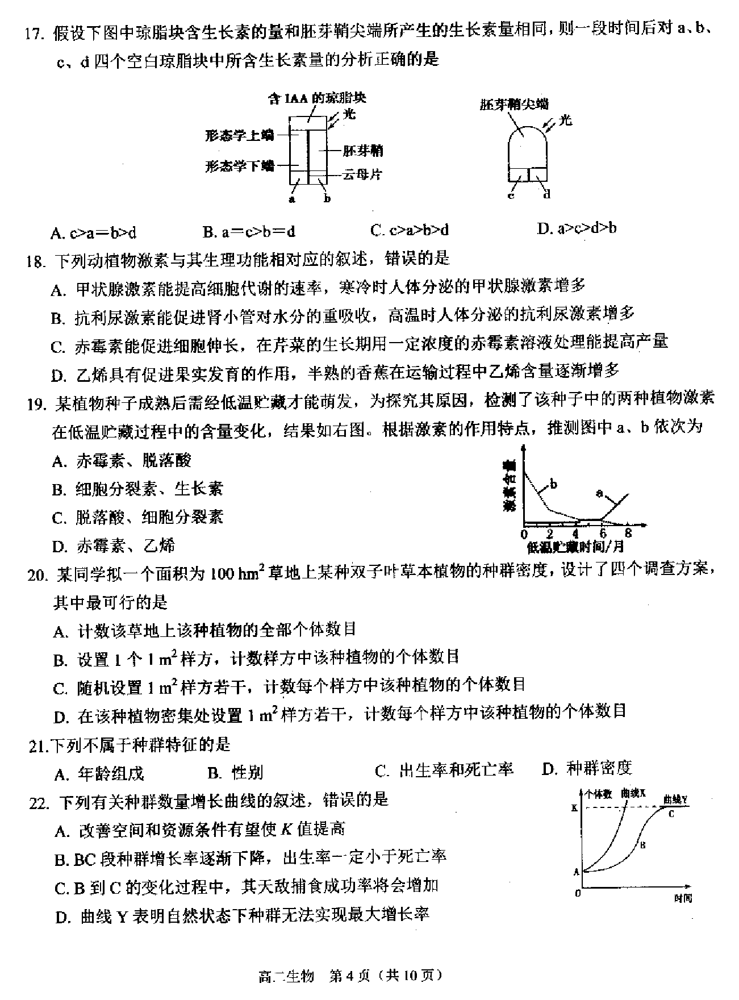 17. 假设下图中琼脂块含生长素的量和胚芽鞘尖端所产生的生长素量相同，则一段时间后对 a、b、
c、d 四个空白琼脂块中所含生长素量的分析正确的是
含 IAA 的琼脂块
光
形态学上端
胚芽鞘
形态学下端
云母片
a b
胚芽鞘尖端
光
c d
A. c>a＝b>d B. a＝c>b＝d C. c>a>b>d D. a>c>d>b
18. 下列动植物激素与其生理功能相对应的叙述，错误的是
A. 甲状腺激素能提高细胞代谢的速率，寒冷时人体分泌的甲状腺激素增多
B. 抗利尿激素能促进肾小管对水分的重吸收，高温时人体分泌的抗利尿激素增多
C. 赤霉素能促进细胞伸长，在芹菜的生长期用一定浓度的赤霉素溶液处理能提高产量
D. 乙烯具有促进果实发育的作用，半熟的香蕉在运输过程中乙烯含量逐渐增多
19. 某植物种子成熟后需经低温贮藏才能萌发，为探究其原因，检测了该种子中的两种植物激素
在低温贮藏过程中的含量变化，结果如右图。根据激素的作用特点，推测图中 a、b 依次为
A. 赤霉素、脱落酸
B. 细胞分裂素、生长素
C. 脱落酸、细胞分裂素
D. 赤霉素、乙烯
激素含量
b
a
0 2 4 6 8
低温贮藏时间/月
20. 某同学拟一个面积为 100 hm² 草地上某种双子叶草本植物的种群密度，设计了四个调查方案，
其中最可行的是
A. 计数该草地上该种植物的全部个体数目
B. 设置 1 个 1 m² 样方，计数样方中该种植物的个体数目
C. 随机设置 1 m² 样方若干，计数每个样方中该种植物的个体数目
D. 在该种植物密集处设置 1 m² 样方若干，计数每个样方中该种植物的个体数目
21.下列不属于种群特征的是
A. 年龄组成 B. 性别 C. 出生率和死亡率 D. 种群密度
22. 下列有关种群数量增长曲线的叙述，错误的是
A. 改善空间和资源条件有望使 K 值提高
B. BC 段种群增长率逐渐下降，出生率一定小于死亡率
C. B 到 C 的变化过程中，其天敌捕食成功率将会增加
D. 曲线 Y 表明自然状态下种群无法实现最大增长率
个体数 曲线X 曲线Y
K
C
B
A
0
时间
高二生物 第 4 页（共 10 页）